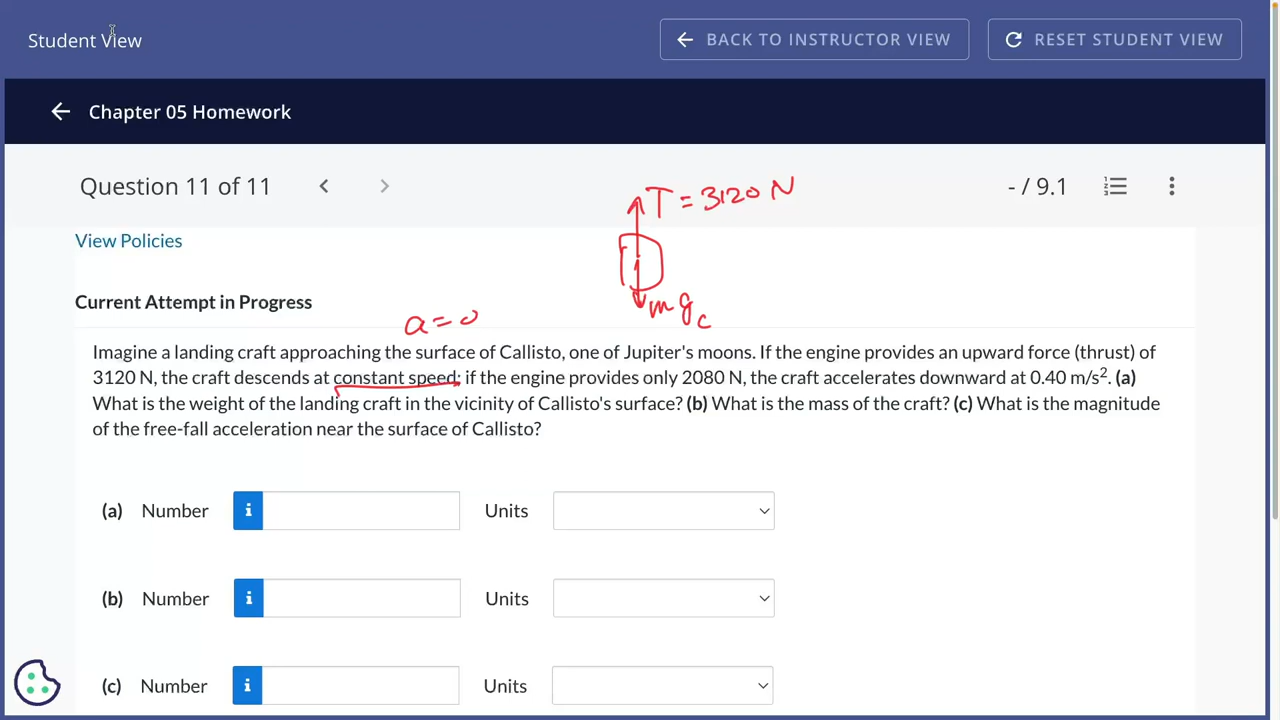 Student View
BACK TO INSTRUCTOR VIEW
RESET STUDENT VIEW
Chapter 05 Homework
Question 11 of 11
- / 9.1
T = 3120 N
View Policies
mg_c
Current Attempt in Progress
a = 0
Imagine a landing craft approaching the surface of Callisto, one of Jupiter's moons. If the engine provides an upward force (thrust) of
3120 N, the craft descends at constant speed; if the engine provides only 2080 N, the craft accelerates downward at 0.40 m/s². (a)
What is the weight of the landing craft in the vicinity of Callisto's surface? (b) What is the mass of the craft? (c) What is the magnitude
of the free-fall acceleration near the surface of Callisto?
(a) Number i Units
(b) Number i Units
(c) Number i Units